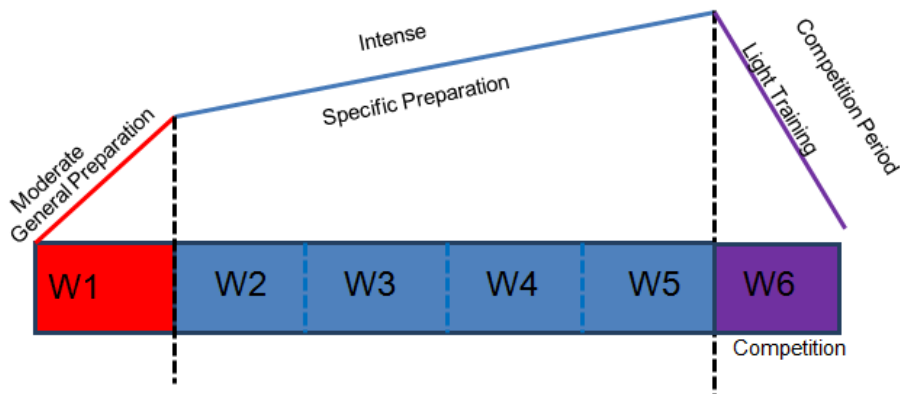 Moderate
General Preparation
Intense
Specific Preparation
Light Training
Competition Period
W1
W2
W3
W4
W5
W6
Competition